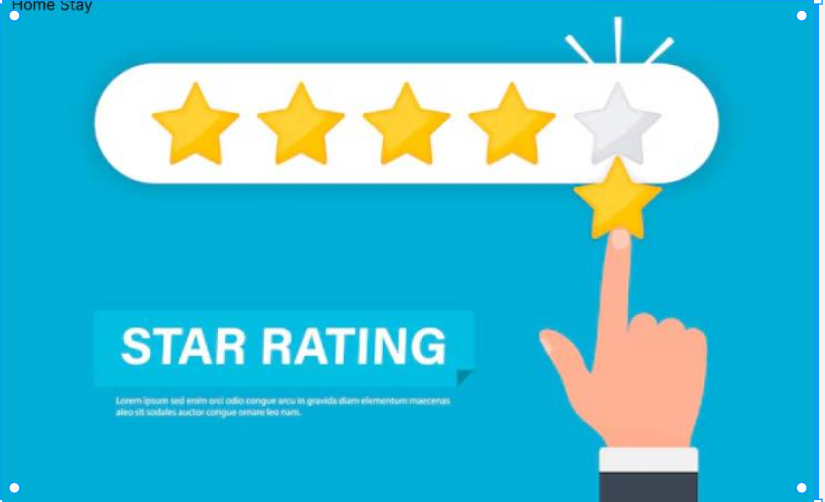 Home Stay
STAR RATING
Lorem ipsum sed enim orsi odio congue arcu in gravida diam elementum maecenas
aleo sit sodales auctor congue ornare leo nam.